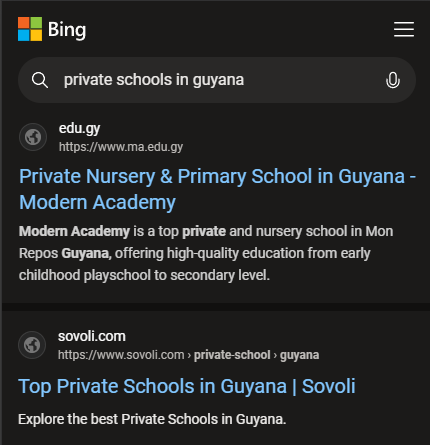 Bing
private schools in guyana
edu.gy
https://www.ma.edu.gy
Private Nursery & Primary School in Guyana -
Modern Academy
Modern Academy is a top private and nursery school in Mon
Repos Guyana, offering high-quality education from early
childhood playschool to secondary level.
sovoli.com
https://www.sovoli.com › private-school › guyana
Top Private Schools in Guyana | Sovoli
Explore the best Private Schools in Guyana.